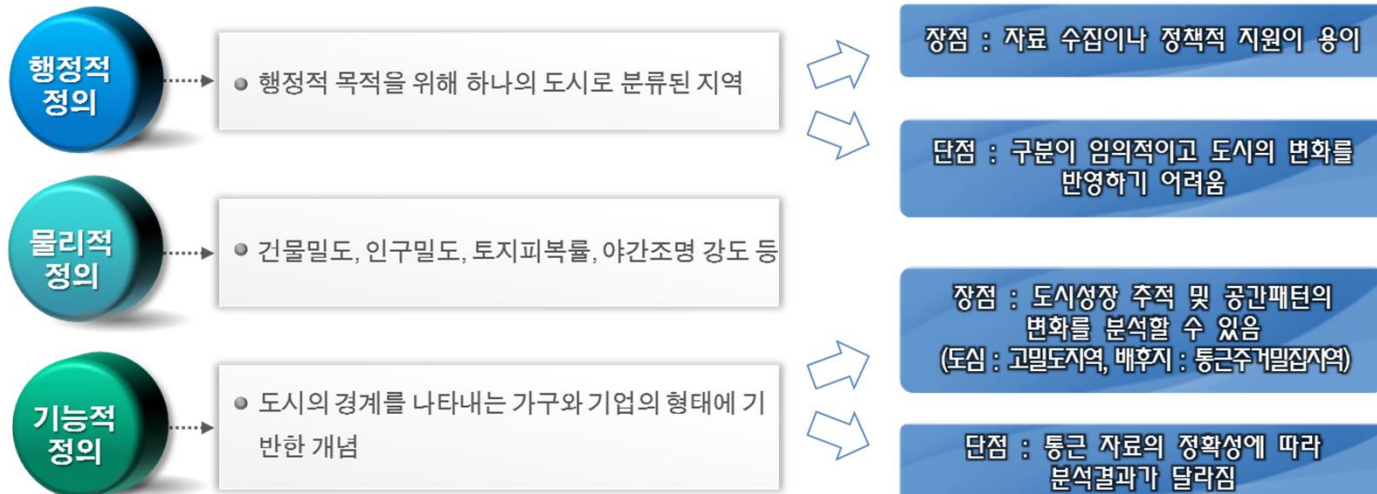 행정적
정의
행정적 목적을 위해 하나의 도시로 분류된 지역
장점 : 자료 수집이나 정책적 지원이 용이
단점 : 구분이 임의적이고 도시의 변화를
반영하기 어려움
물리적
정의
건물밀도, 인구밀도, 토지피복률, 야간조명 강도 등
기능적
정의
도시의 경계를 나타내는 가구와 기업의 형태에 기
반한 개념
장점 : 도시성장 추적 및 공간패턴의
변화를 분석할 수 있음
(도심 : 고밀도지역, 배후지 : 통근주거밀집지역)
단점 : 통근 자료의 정확성에 따라
분석결과가 달라짐